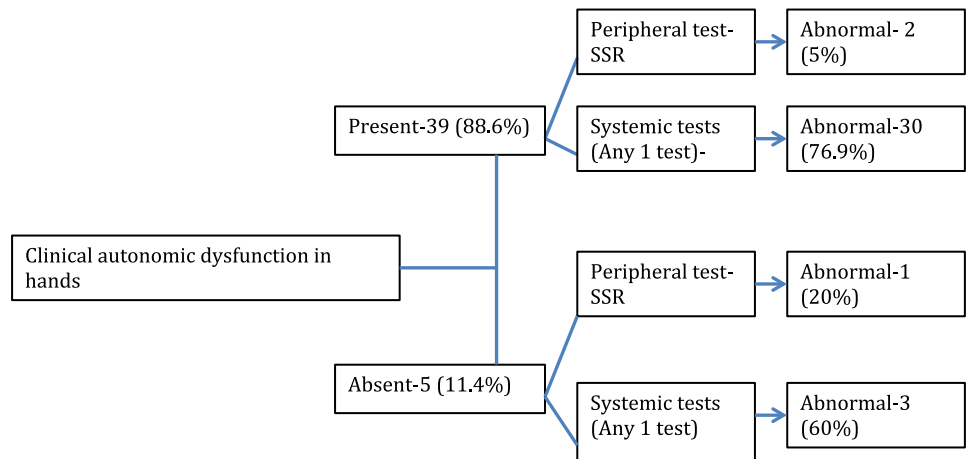 Clinical autonomic dysfunction in
hands
Present-39 (88.6%)
Peripheral test-
SSR
Abnormal- 2
(5%)
Systemic tests
(Any 1 test)-
Abnormal-30
(76.9%)
Absent-5 (11.4%)
Peripheral test-
SSR
Abnormal-1
(20%)
Systemic tests
(Any 1 test)
Abnormal-3
(60%)